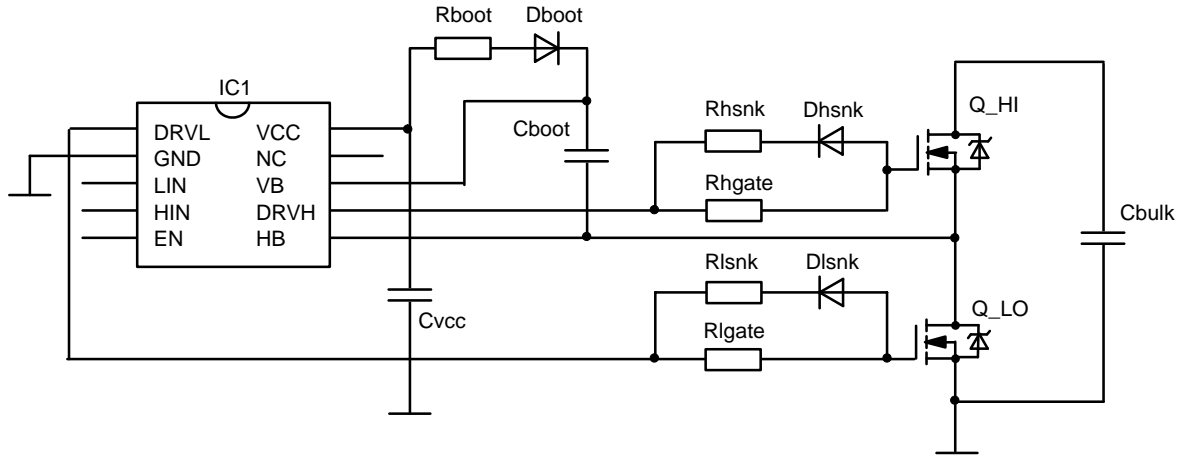 Rboot Dboot
IC1
DRVL VCC
GND NC
LIN VB
HIN DRVH
EN HB
Cboot
Rhsnk Dhsnk
Rhgate
Q_HI
Cbulk
Rlsnk Dlsnk
Rlgate
Q_LO
Cvcc